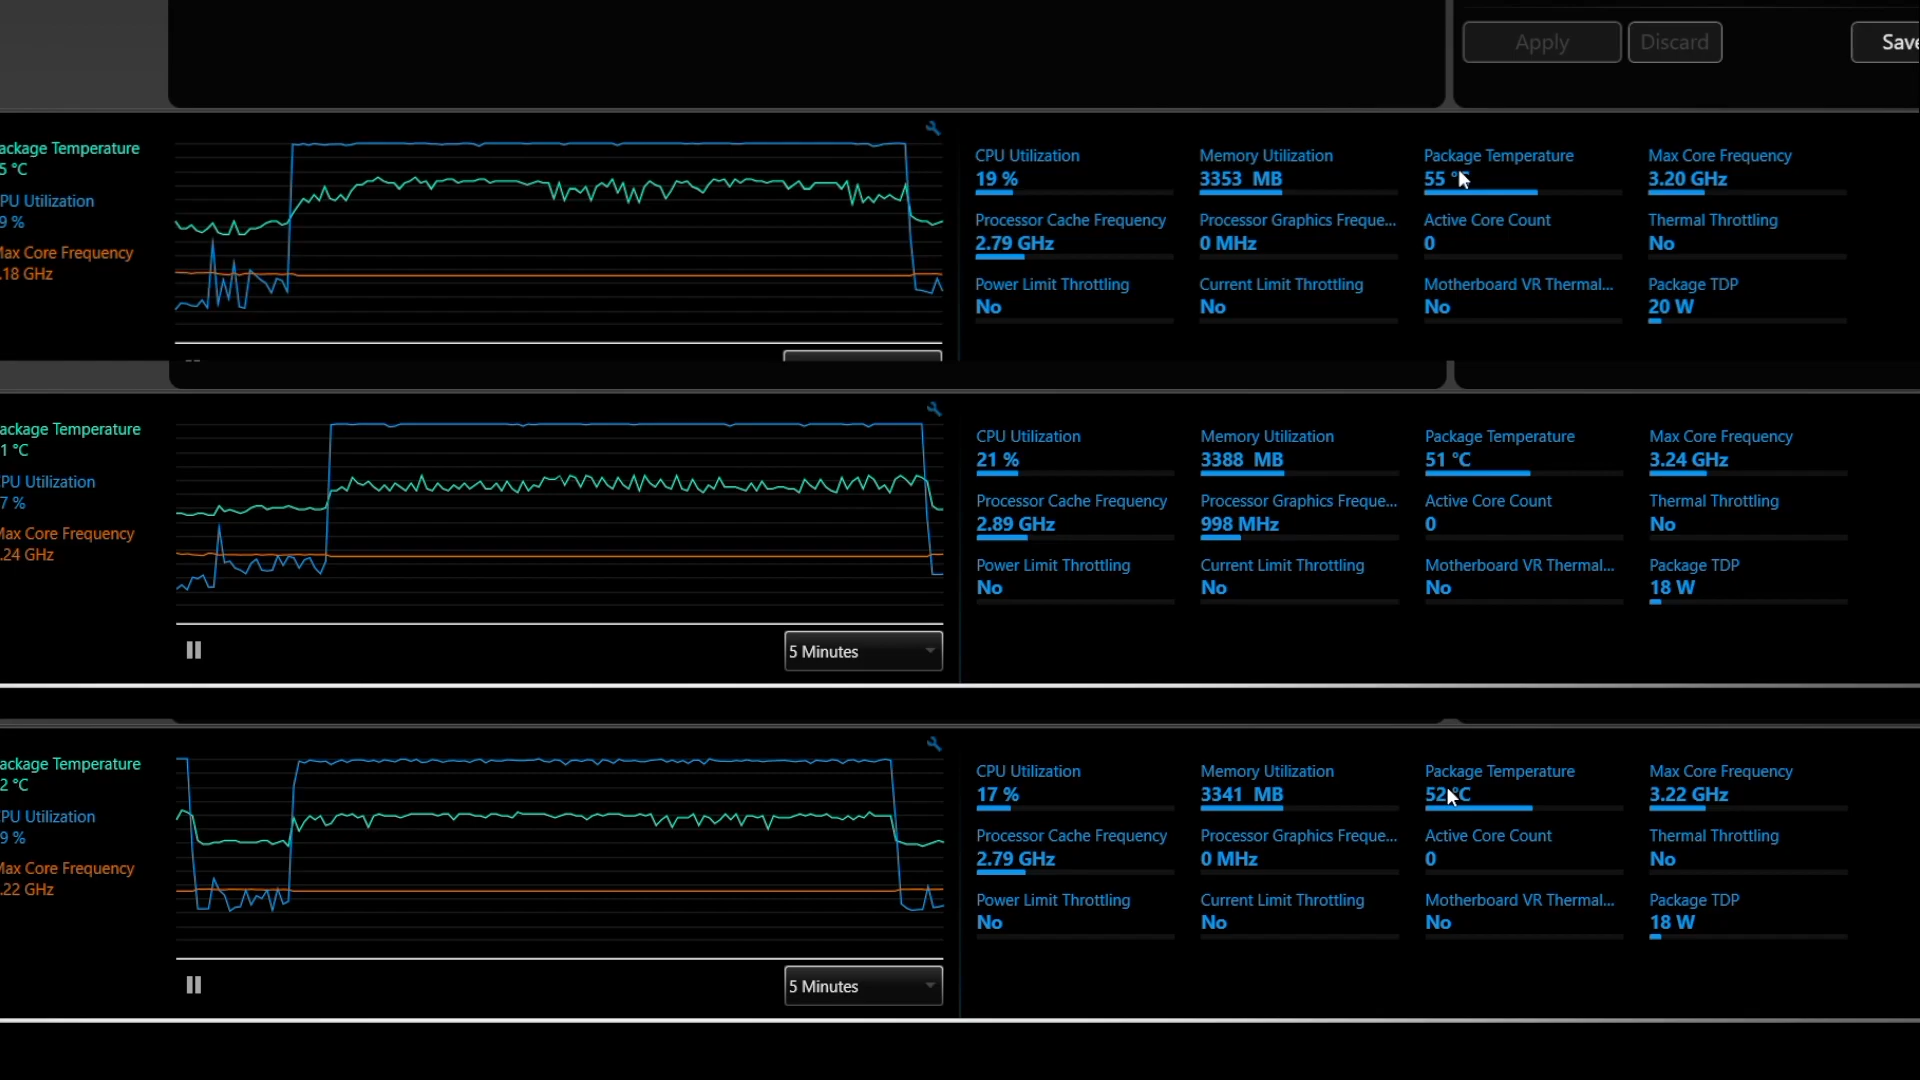 Apply Discard Save
ackage Temperature
5 °C
PU Utilization
9 %
Max Core Frequency
.18 GHz
CPU Utilization Memory Utilization Package Temperature Max Core Frequency
19 % 3353 MB 55 °C 3.20 GHz
Processor Cache Frequency Processor Graphics Freque... Active Core Count Thermal Throttling
2.79 GHz 0 MHz 0 No
Power Limit Throttling Current Limit Throttling Motherboard VR Thermal... Package TDP
No No No 20 W
ackage Temperature
1 °C
PU Utilization
7 %
Max Core Frequency
.24 GHz
5 Minutes
CPU Utilization Memory Utilization Package Temperature Max Core Frequency
21 % 3388 MB 51 °C 3.24 GHz
Processor Cache Frequency Processor Graphics Freque... Active Core Count Thermal Throttling
2.89 GHz 998 MHz 0 No
Power Limit Throttling Current Limit Throttling Motherboard VR Thermal... Package TDP
No No No 18 W
ackage Temperature
2 °C
PU Utilization
9 %
Max Core Frequency
.22 GHz
5 Minutes
CPU Utilization Memory Utilization Package Temperature Max Core Frequency
17 % 3341 MB 52 °C 3.22 GHz
Processor Cache Frequency Processor Graphics Freque... Active Core Count Thermal Throttling
2.79 GHz 0 MHz 0 No
Power Limit Throttling Current Limit Throttling Motherboard VR Thermal... Package TDP
No No No 18 W